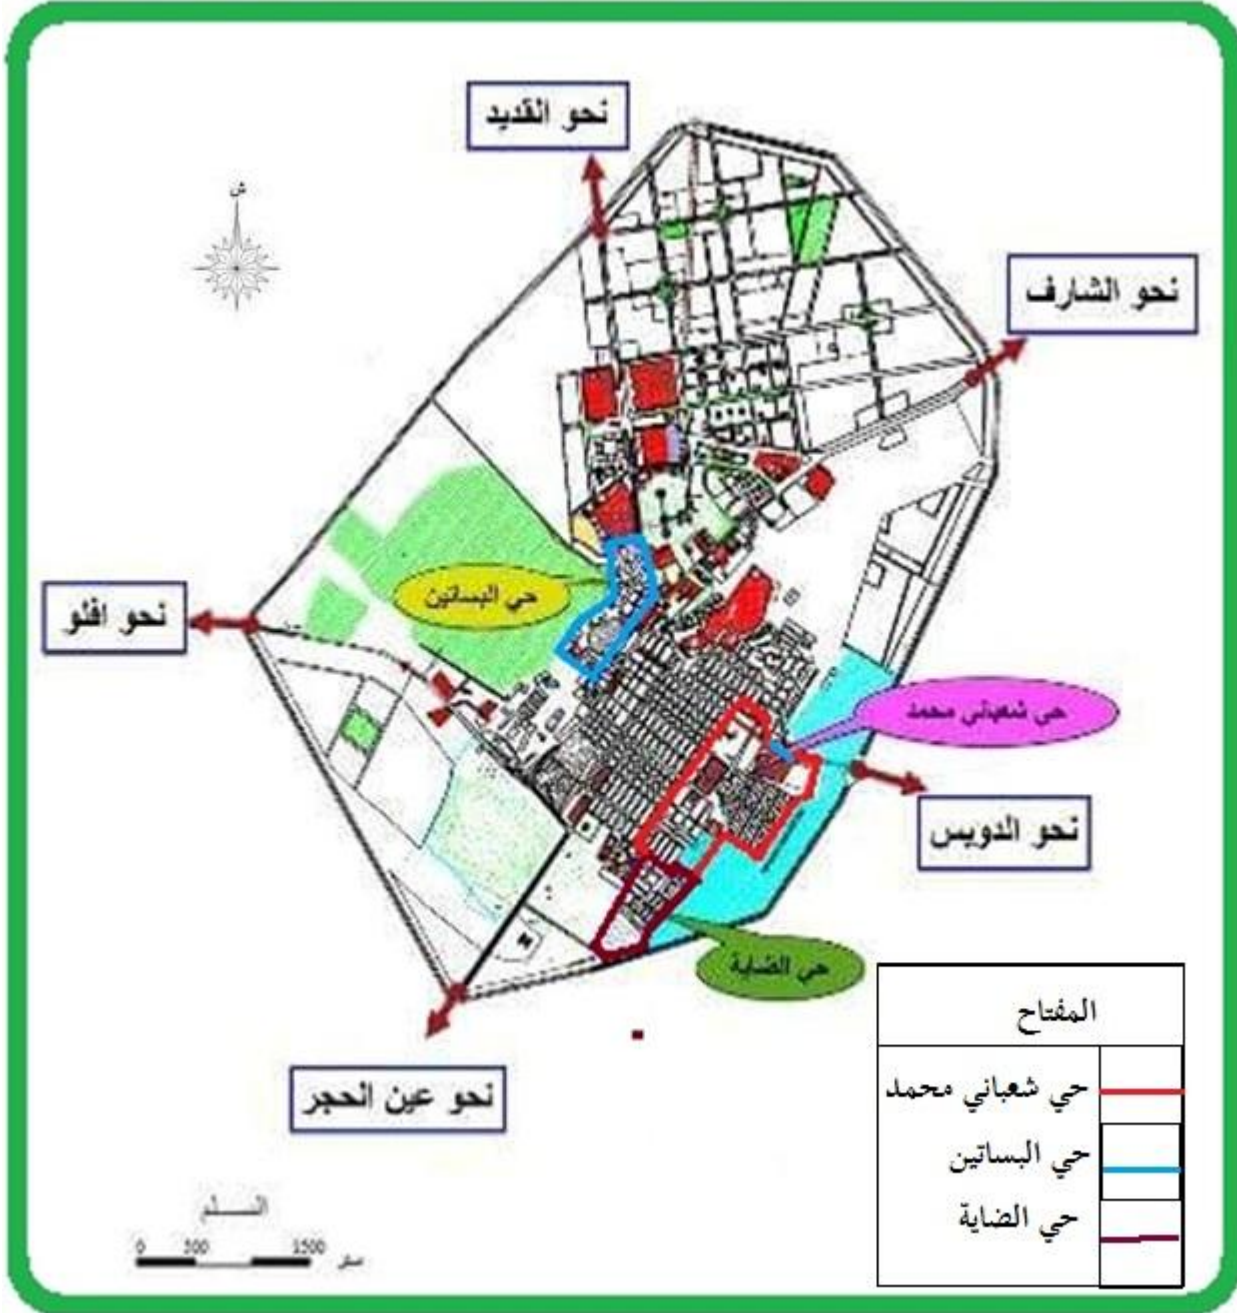 نحو القديد
ش
نحو الشارف
حي البساتين
نحو افلو
حي شعباني محمد
نحو الدويس
حي الضاية
نحو عين الحجر
المفتاح
حي شعباني محمد
حي البساتين
حي الضاية
السلم
0 500 1500 متر